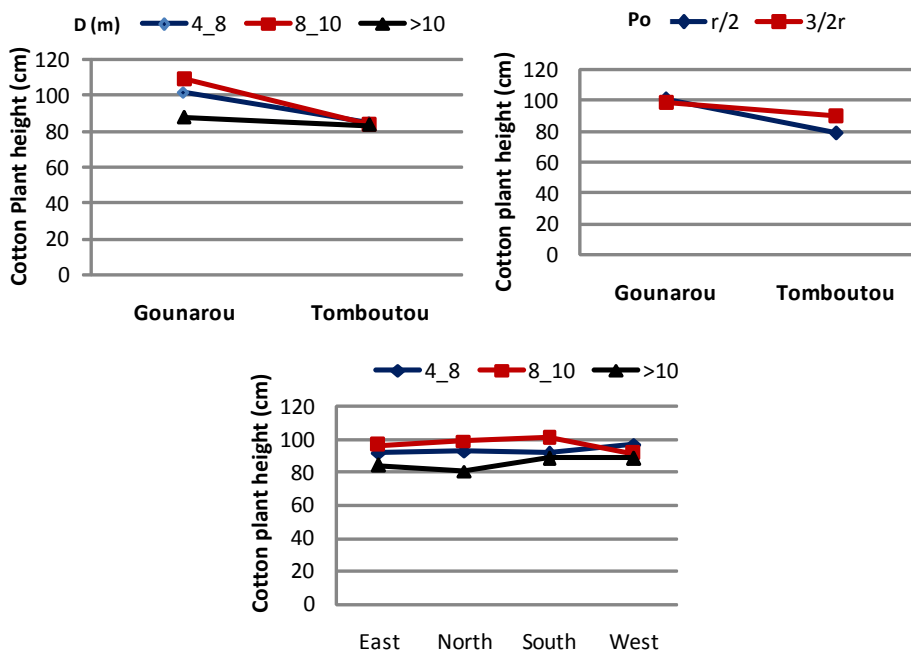 D (m) 4_8 8_10 >10
Cotton Plant height (cm)
120
100
80
60
40
20
0
Gounarou Tomboutou
Po r/2 3/2r
Cotton plant height (cm)
120
100
80
60
40
20
0
Gounarou Tomboutou
4_8 8_10 >10
Cotton plant height (cm)
120
100
80
60
40
20
0
East North South West